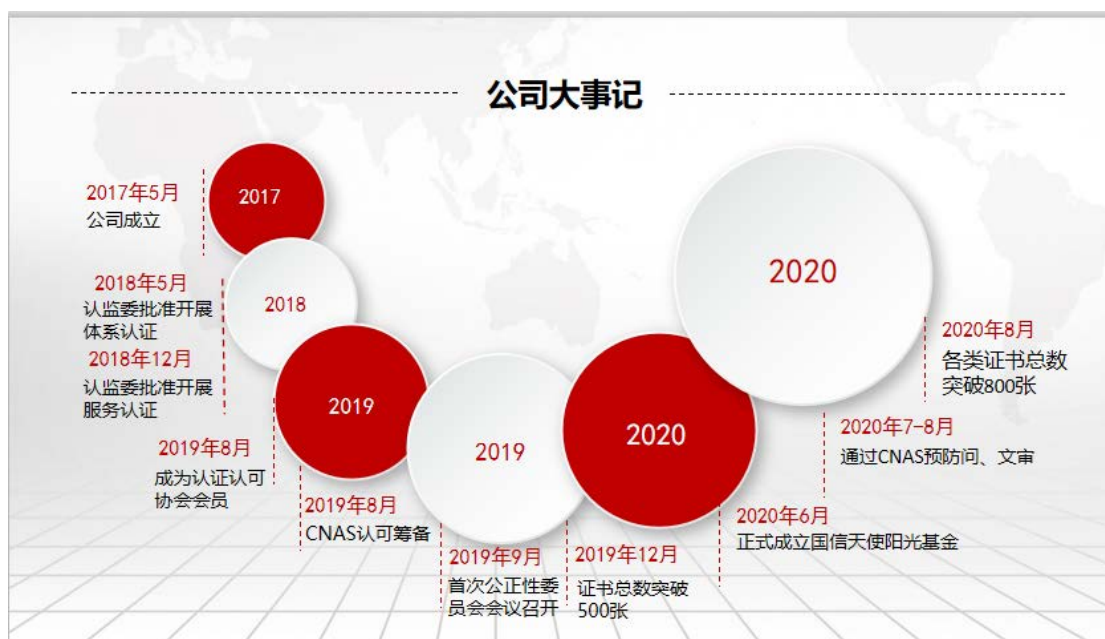 公司大事记
2017
2017年5月
公司成立
2018
2018年5月
认监委批准开展
体系认证
2018年12月
认监委批准开展
服务认证
2019
2019年8月
成为认证认可
协会会员
2019年8月
CNAS认可筹备
2019
2019年9月
首次公正性委
员会会议召开
2019年12月
证书总数突破
500张
2020
2020年6月
正式成立国信天使阳光基金
2020
2020年7-8月
通过CNAS预防问、文审
2020年8月
各类证书总数
突破800张